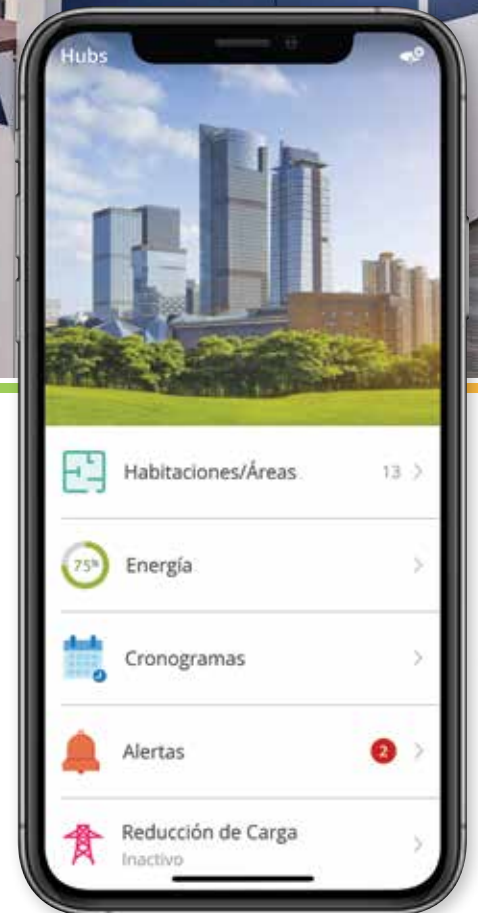 Hubs
Habitaciones/Áreas 13
75% Energía
Cronogramas
Alertas 2
Reducción de Carga
Inactivo